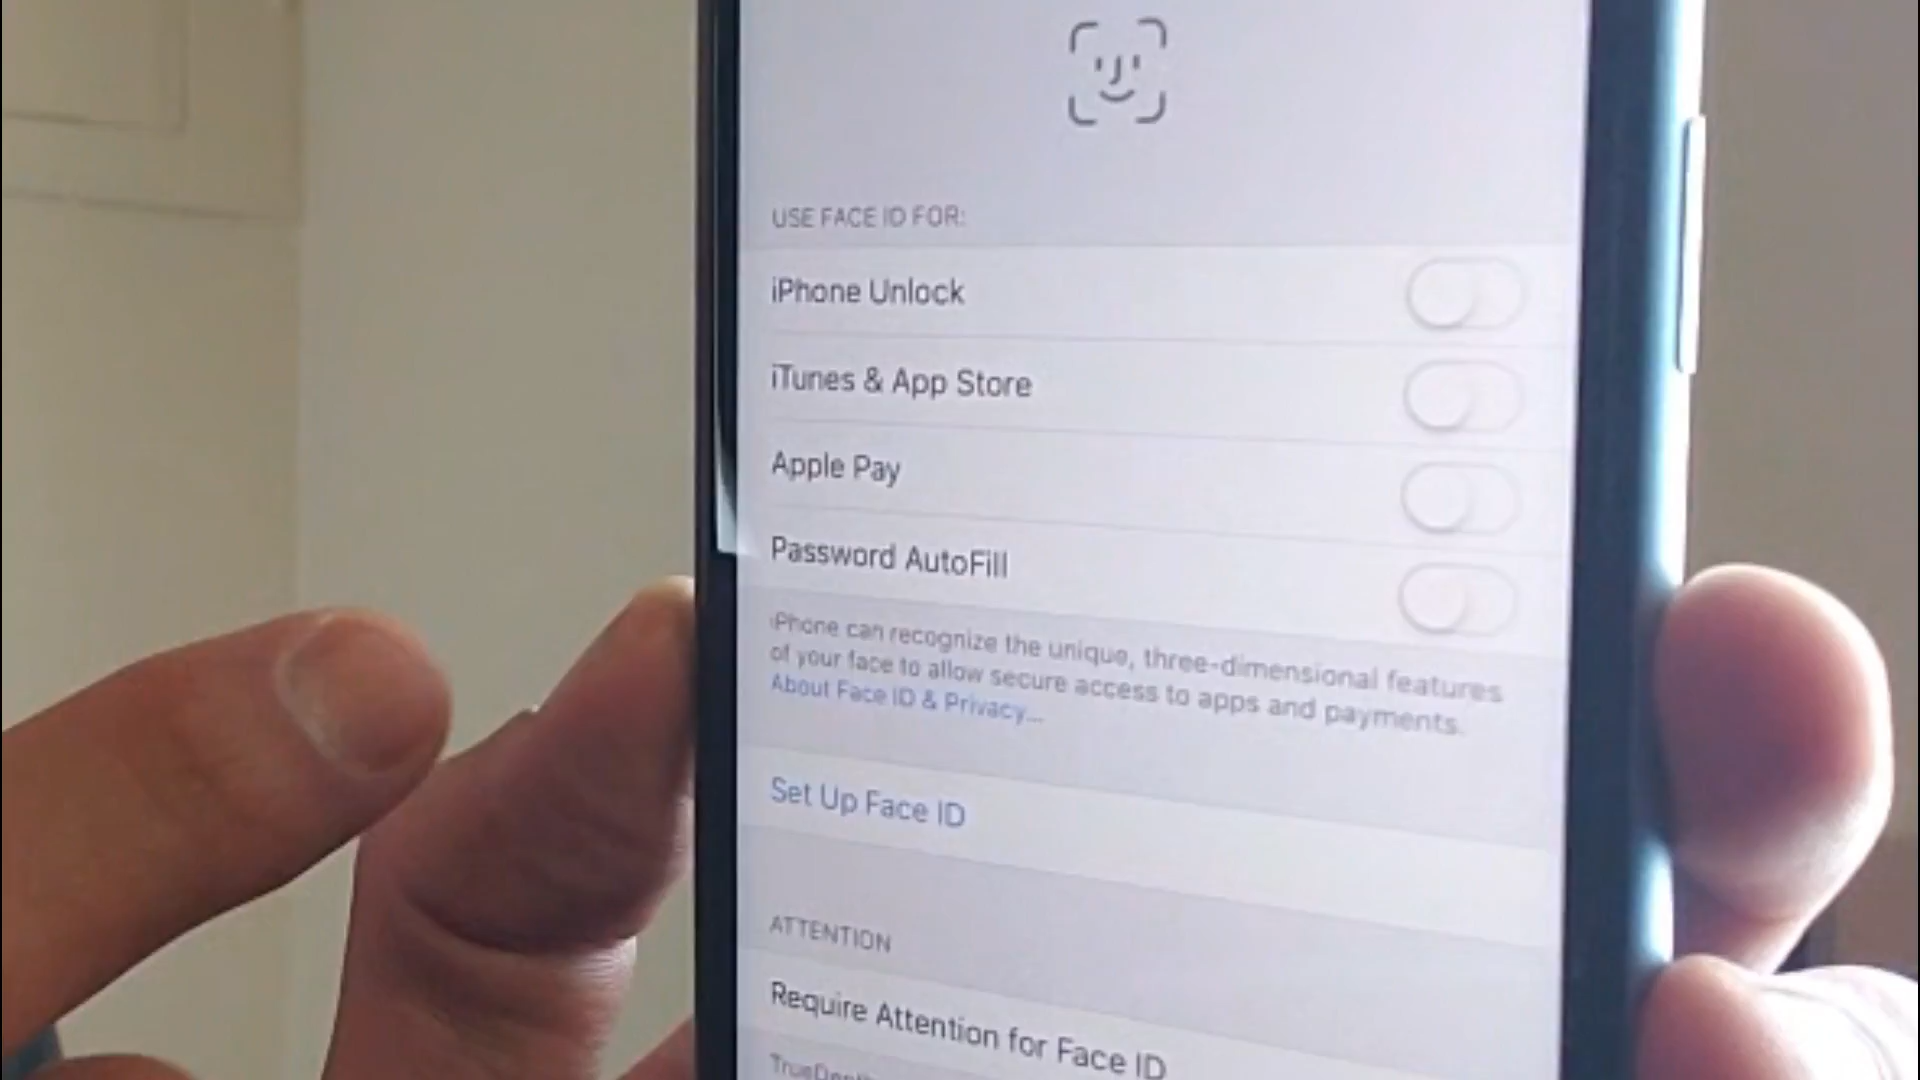 USE FACE ID FOR:
iPhone Unlock
iTunes & App Store
Apple Pay
Password AutoFill
iPhone can recognize the unique, three-dimensional features
of your face to allow secure access to apps and payments.
About Face ID & Privacy...
Set Up Face ID
ATTENTION
Require Attention for Face ID